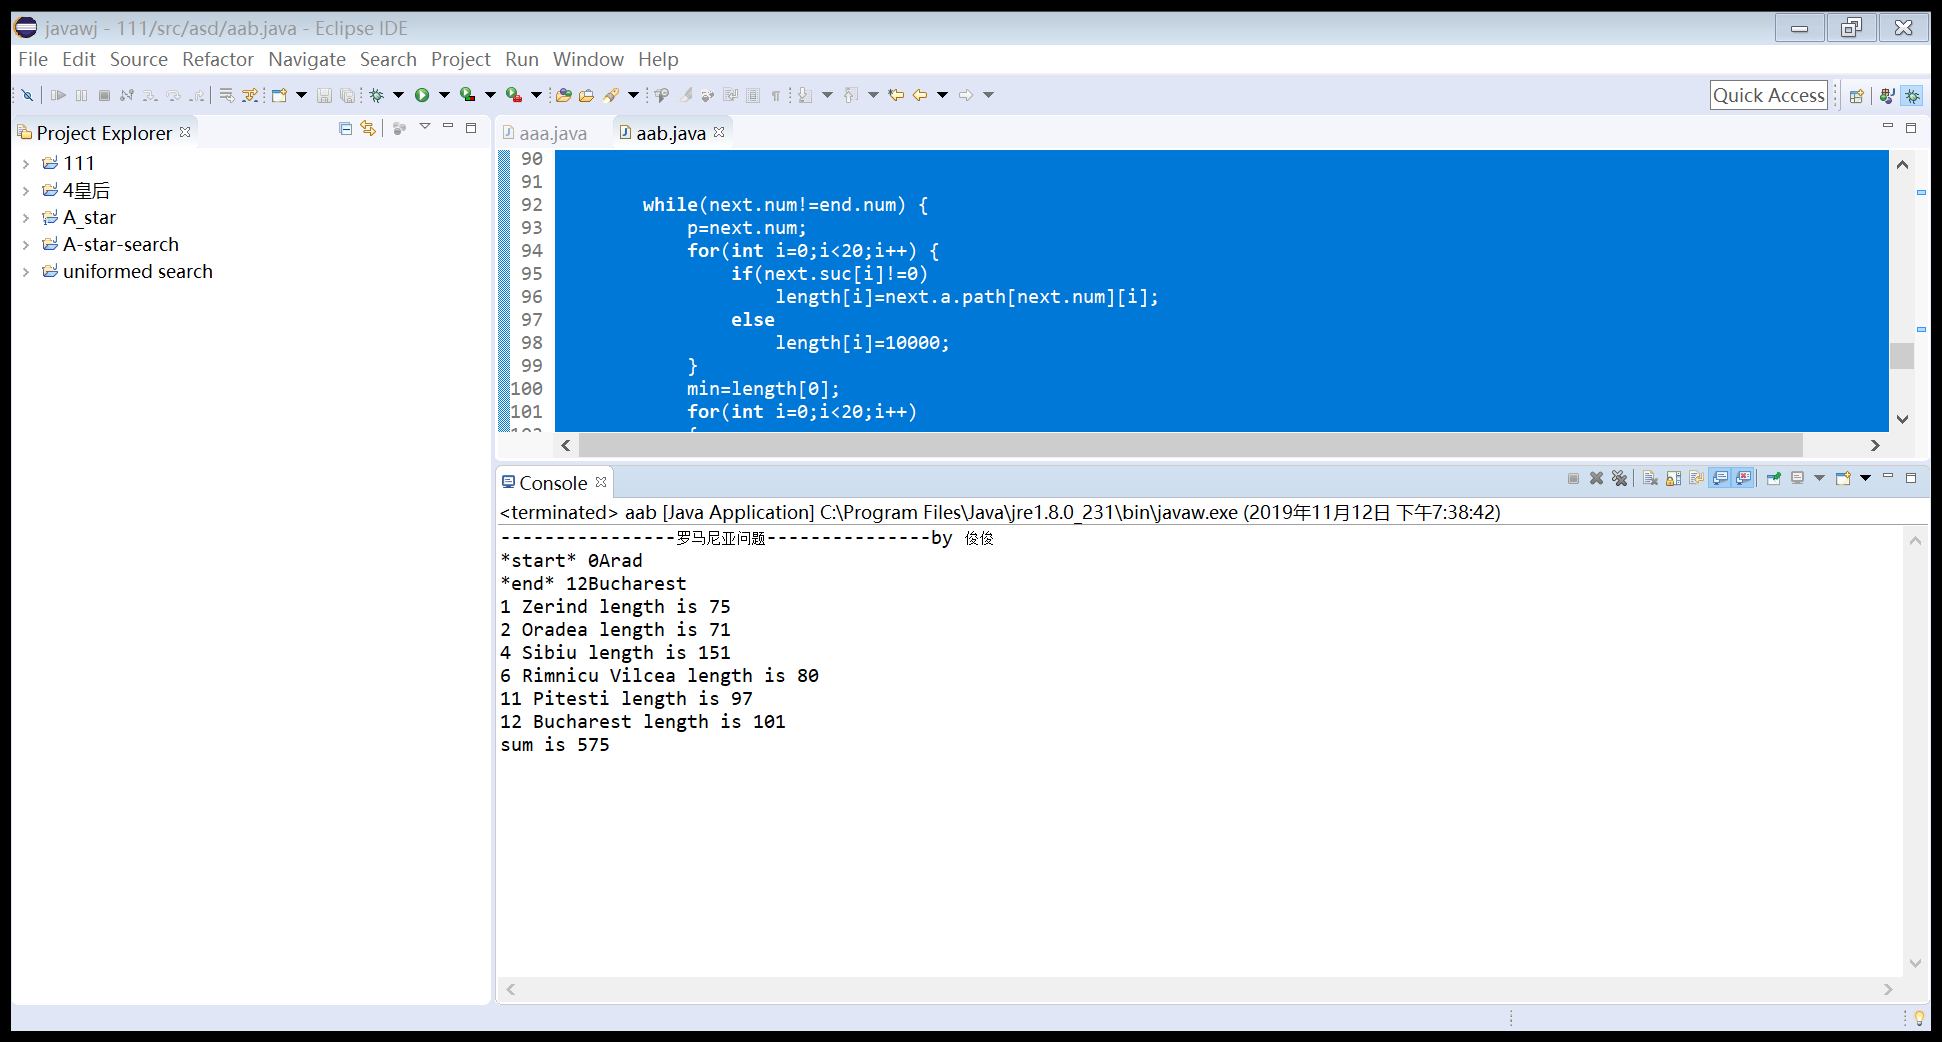 javawj - 111/src/asd/aab.java - Eclipse IDE
File Edit Source Refactor Navigate Search Project Run Window Help
Quick Access
Project Explorer
111
4皇后
A_star
A-star-search
uniformed search
aaa.java aab.java
90
91
92 while(next.num!=end.num) {
93 p=next.num;
94 for(int i=0;i<20;i++) {
95 if(next.suc[i]!=0)
96 length[i]=next.a.path[next.num][i];
97 else
98 length[i]=10000;
99 }
100 min=length[0];
101 for(int i=0;i<20;i++)
Console
<terminated> aab [Java Application] C:\Program Files\Java\jre1.8.0_231\bin\javaw.exe (2019年11月12日 下午7:38:42)
----------------罗马尼亚问题---------------by 俊俊
*start* 0Arad
*end* 12Bucharest
1 Zerind length is 75
2 Oradea length is 71
4 Sibiu length is 151
6 Rimnicu Vilcea length is 80
11 Pitesti length is 97
12 Bucharest length is 101
sum is 575